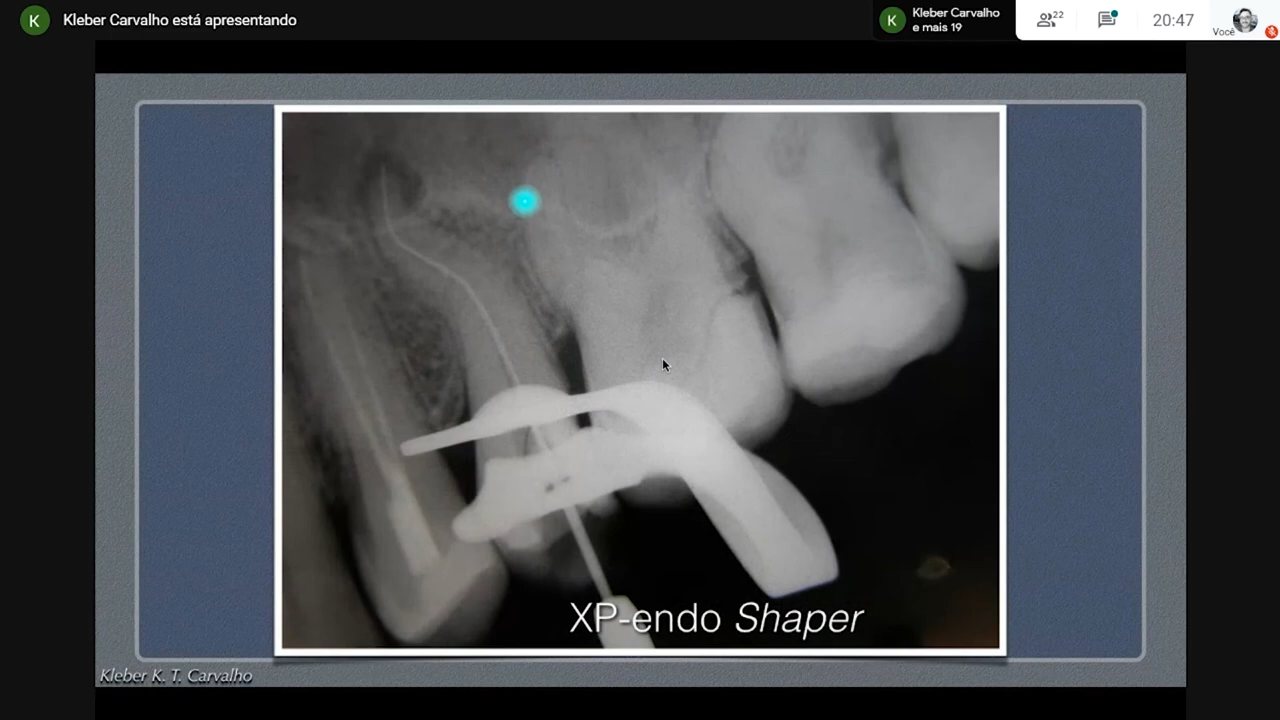 K
Kleber Carvalho está apresentando
K
Kleber Carvalho
e mais 19
22
20:47
Você
XP-endo Shaper
Kleber K. T. Carvalho